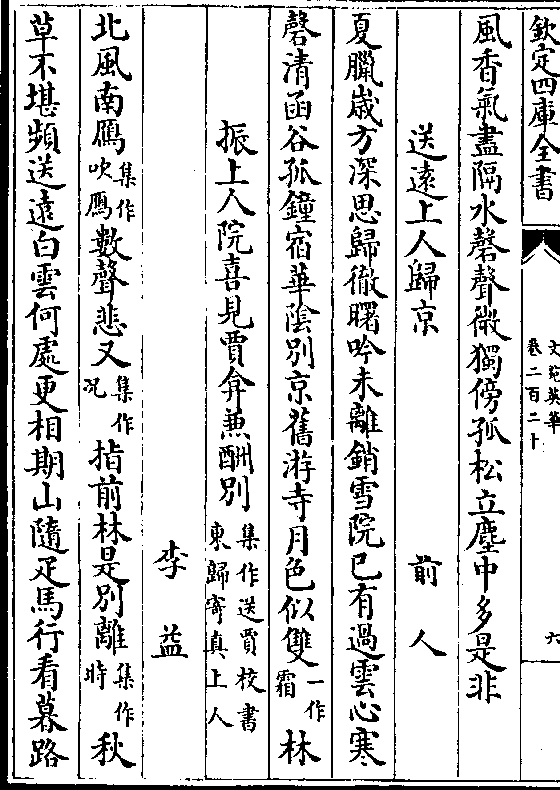 欽定四庫全書
文苑英華
卷二百二十
六
風香氣盡隔水磬聲微獨傍孤松立塵中多是非
送遠上人歸京
前人
夏臘歲方深思歸徹曙吟未離銷雪院已有過雲心寒
磬清函谷孤鐘宿華陰別京舊游寺月色似雙一作霜林
振上人院喜見賈弇兼酬別集作送賈校書東歸寄真上人
李益
北風南鴈集作吹鴈數聲悲又集作况指前林是別離集作時秋
草不堪頻送遠白雲何處更相期山隨疋馬行看暮路